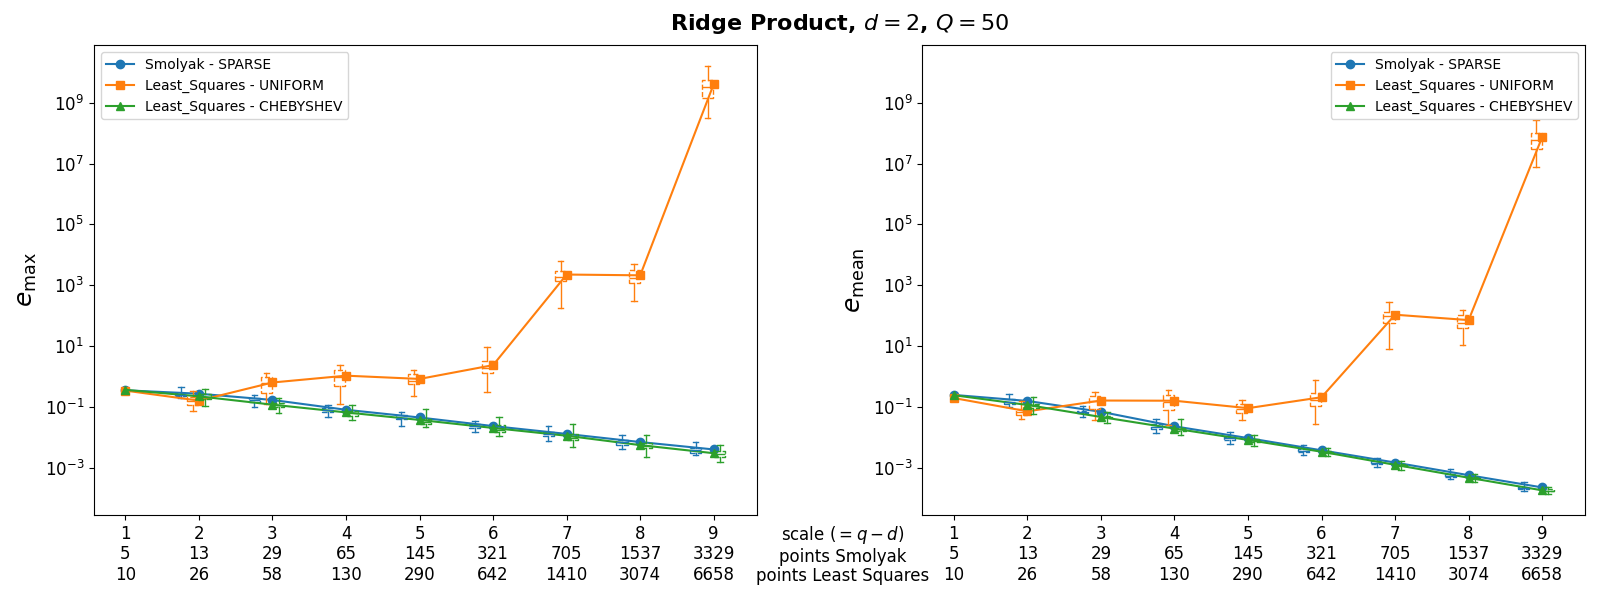 Ridge Product, d = 2, Q = 50
Smolyak - SPARSE
Least_Squares - UNIFORM
Least_Squares - CHEBYSHEV
10^9
10^7
10^5
10^3
10^1
10^−1
10^−3
e_max
1 2 3 4 5 6 7 8 9
5 13 29 65 145 321 705 1537 3329
10 26 58 130 290 642 1410 3074 6658
scale (= q − d)
points Smolyak
points Least Squares
Smolyak - SPARSE
Least_Squares - UNIFORM
Least_Squares - CHEBYSHEV
10^9
10^7
10^5
10^3
10^1
10^−1
10^−3
e_mean
1 2 3 4 5 6 7 8 9
5 13 29 65 145 321 705 1537 3329
10 26 58 130 290 642 1410 3074 6658